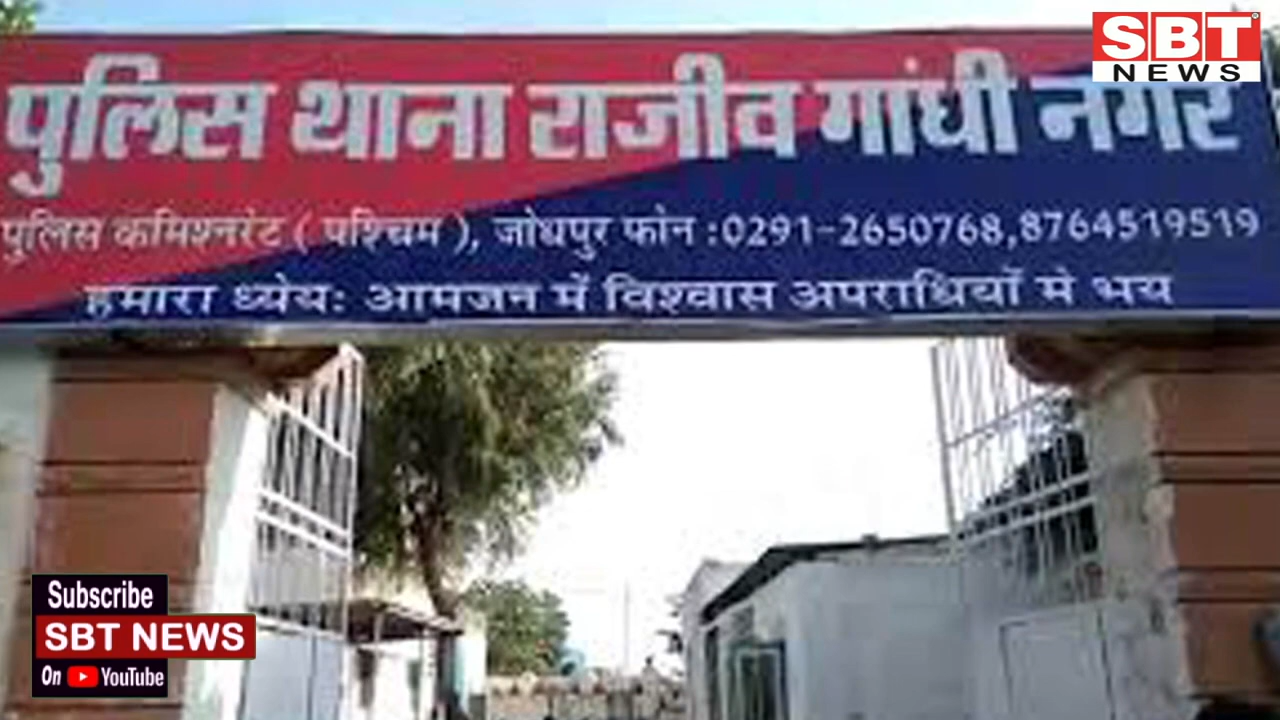 SBT
NEWS
पुलिस थाना राजीव गांधी नगर
पुलिस कमिश्नरेट ( पश्चिम ), जोधपुर फोन :0291-2650768,8764519519
हमारा ध्येय: आमजन में विश्वास अपराधियों मे भय
Subscribe
SBT NEWS
On YouTube